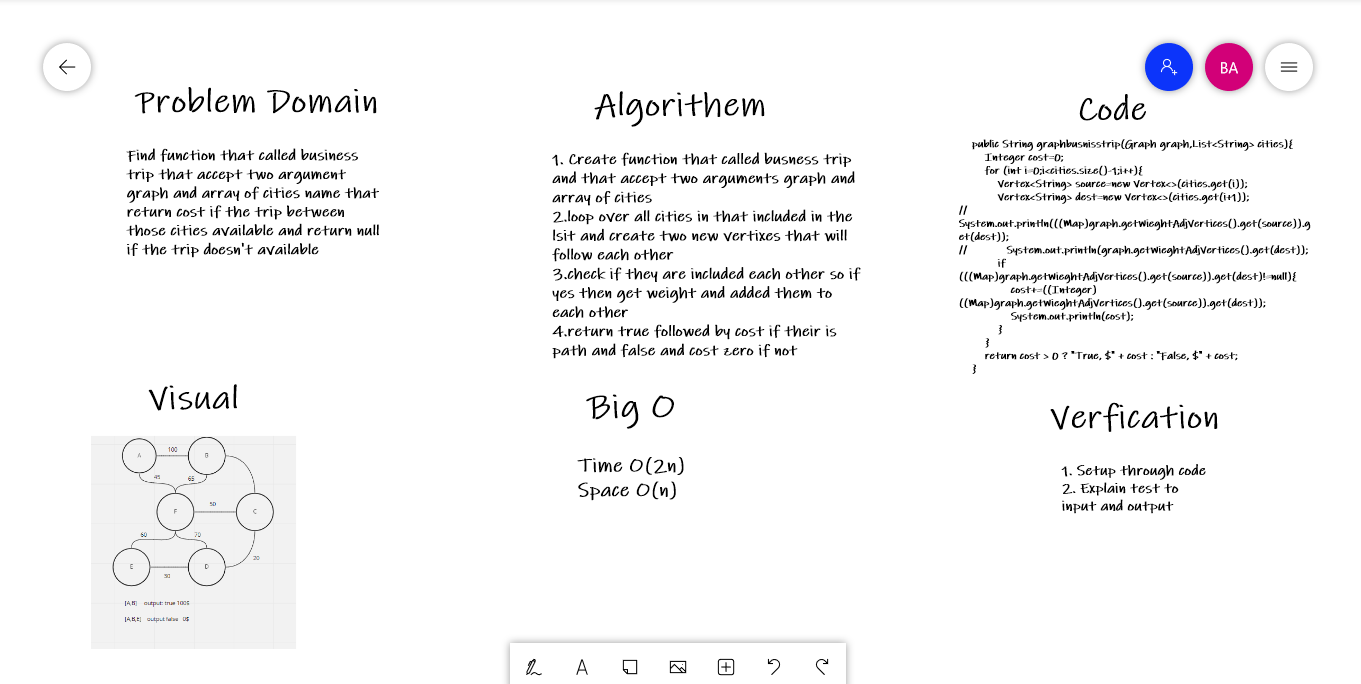 BA
Problem Domain
Find function that called business
trip that accept two argument
graph and array of cities name that
return cost if the trip between
those cities available and return null
if the trip doesn't available
Visual
A
100
B
45
65
F
50
C
60
70
E
30
D
20
[A,B] output: true 100$
[A,B,E] output false 0$
Algorithem
1. Create function that called busness trip
and that accept two arguments graph and
array of cities
2.loop over all cities in that included in the
lsit and create two new vertixes that will
follow each other
3.check if they are included each other so if
yes then get weight and added them to
each other
4.return true followed by cost if their is
path and false and cost zero if not
Big O
Time O(2n)
Space O(n)
Code
public String graphbusnisstrip(Graph graph,List<String> cities){
Integer cost=0;
for (int i=0;i<cities.size()-1;i++){
Vertex<String> source=new Vertex<>(cities.get(i));
Vertex<String> dest=new Vertex<>(cities.get(i+1));
//
System.out.println(((Map)graph.getWieghtAdjVertices().get(source)).g
et(dest));
// System.out.println(graph.getWieghtAdjVertices().get(dest));
if
(((Map)graph.getWieghtAdjVertices().get(source)).get(dest)!=null){
cost+=((Integer)
((Map)graph.getWieghtAdjVertices().get(source)).get(dest));
System.out.println(cost);
}
}
return cost > 0 ? "True, $" + cost : "False, $" + cost;
}
Verfication
1. Setup through code
2. Explain test to
input and output